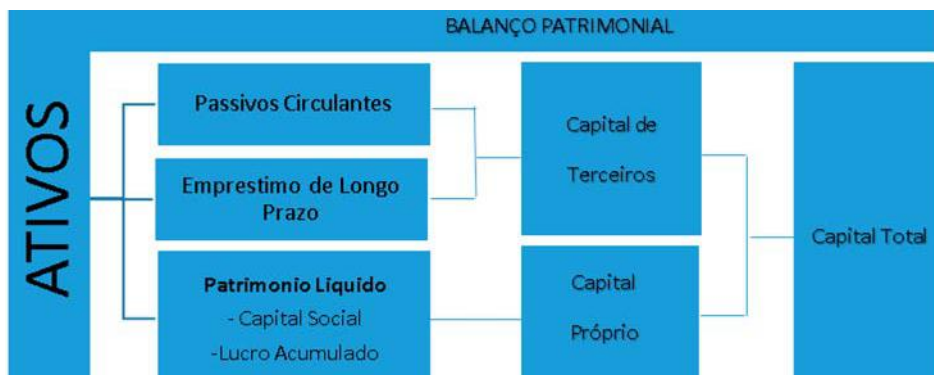 BALANÇO PATRIMONIAL
ATIVOS
Passivos Circulantes
Emprestimo de Longo
Prazo
Patrimonio Liquido
- Capital Social
-Lucro Acumulado
Capital de
Terceiros
Capital
Próprio
Capital Total